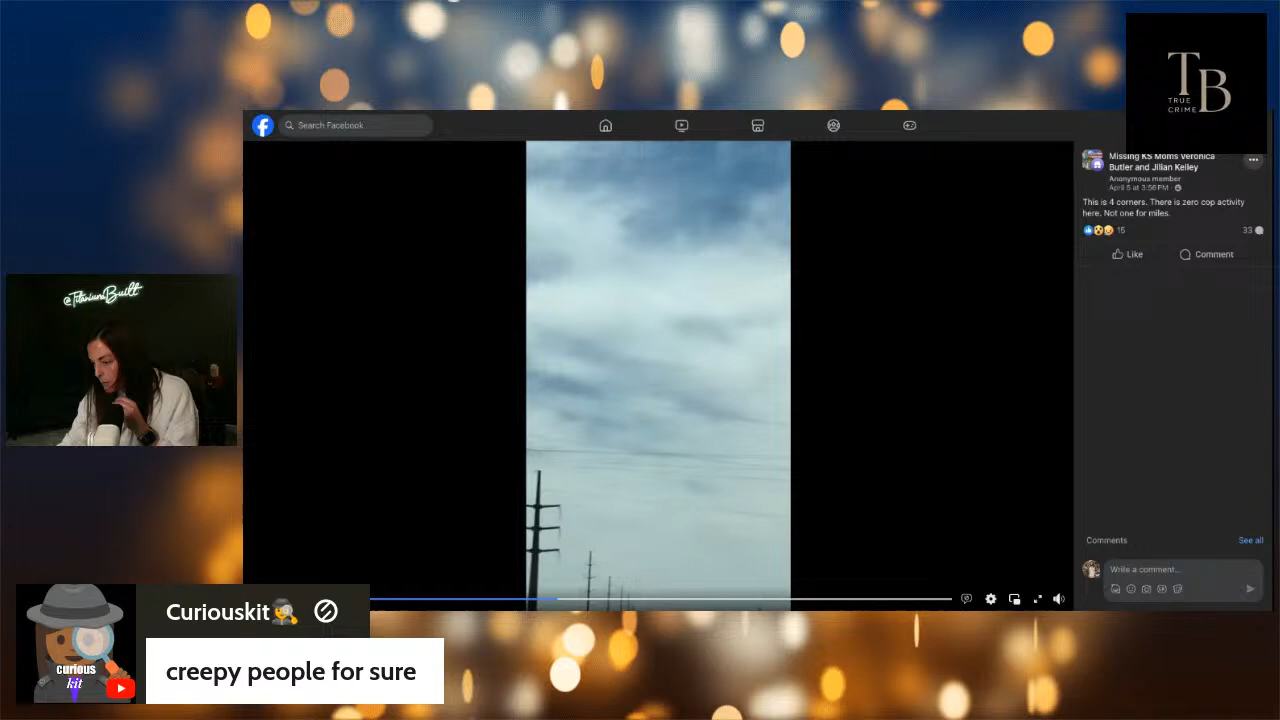 TB
TRUE
CRIME
Search Facebook
Missing KS Moms Veronica
Butler and Jilian Kelley
Anonymous member
April 5 at 3:56 PM
This is 4 corners. There is zero cop activity
here. Not one for miles.
15
33
Like
Comment
@TitaniumBuilt
Comments
See all
Write a comment...
curious
kit
Curiouskit
creepy people for sure